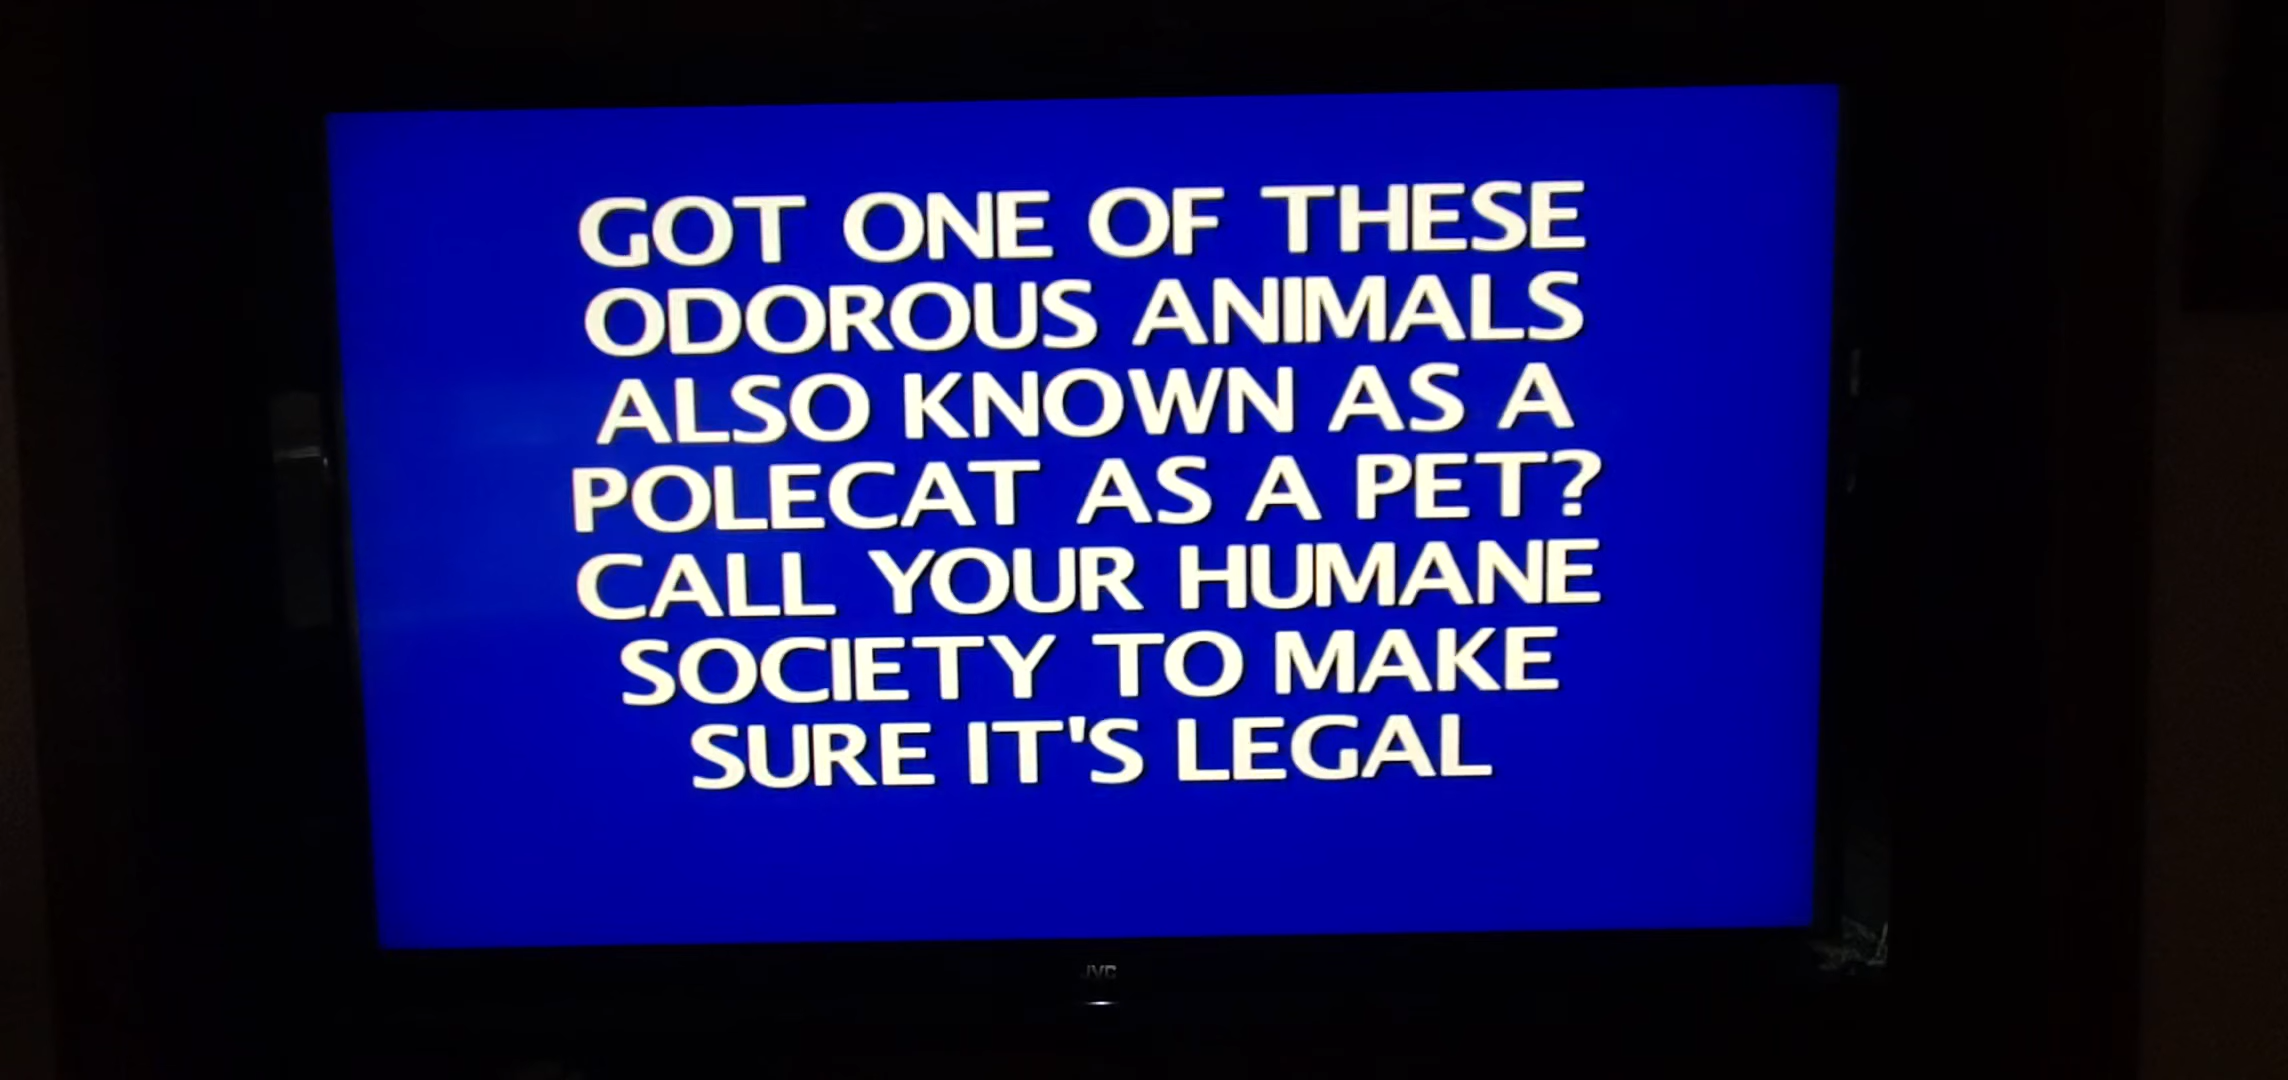 GOT ONE OF THESE
ODOROUS ANIMALS
ALSO KNOWN AS A
POLECAT AS A PET?
CALL YOUR HUMANE
SOCIETY TO MAKE
SURE IT'S LEGAL
JVC